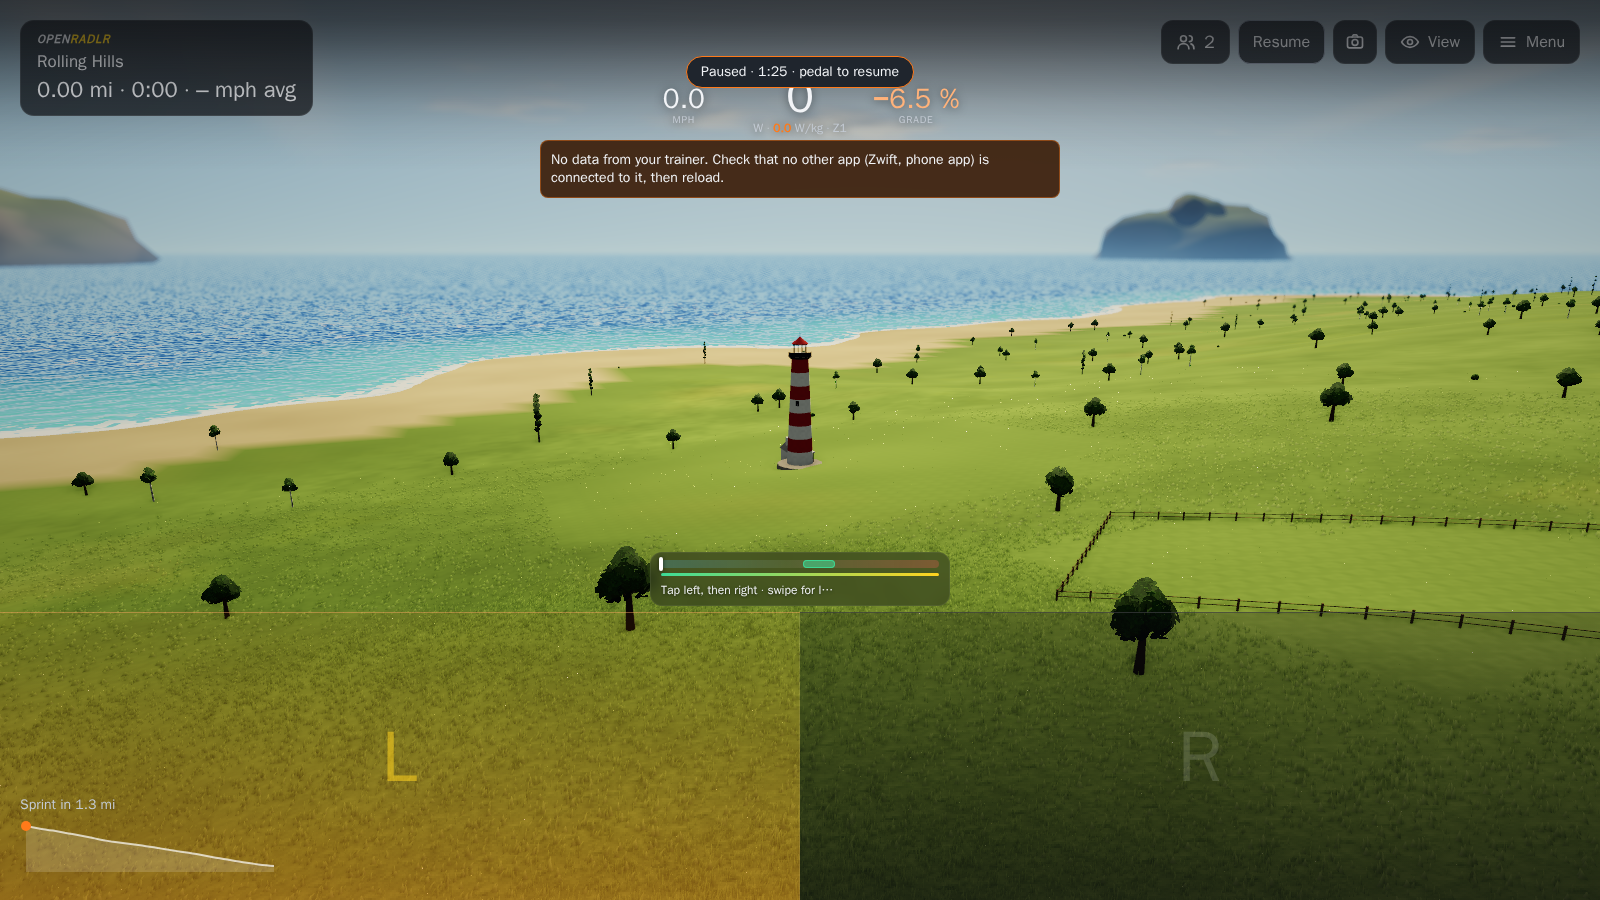 OPENRADLR
Rolling Hills
0.00 mi · 0:00 · – mph avg
2
Resume
View
Menu
Paused · 1:25 · pedal to resume
0.0
MPH
0
W · 0.0 W/kg · Z1
−6.5 %
GRADE
No data from your trainer. Check that no other app (Zwift, phone app) is
connected to it, then reload.
Tap left, then right · swipe for l···
L
R
Sprint in 1.3 mi